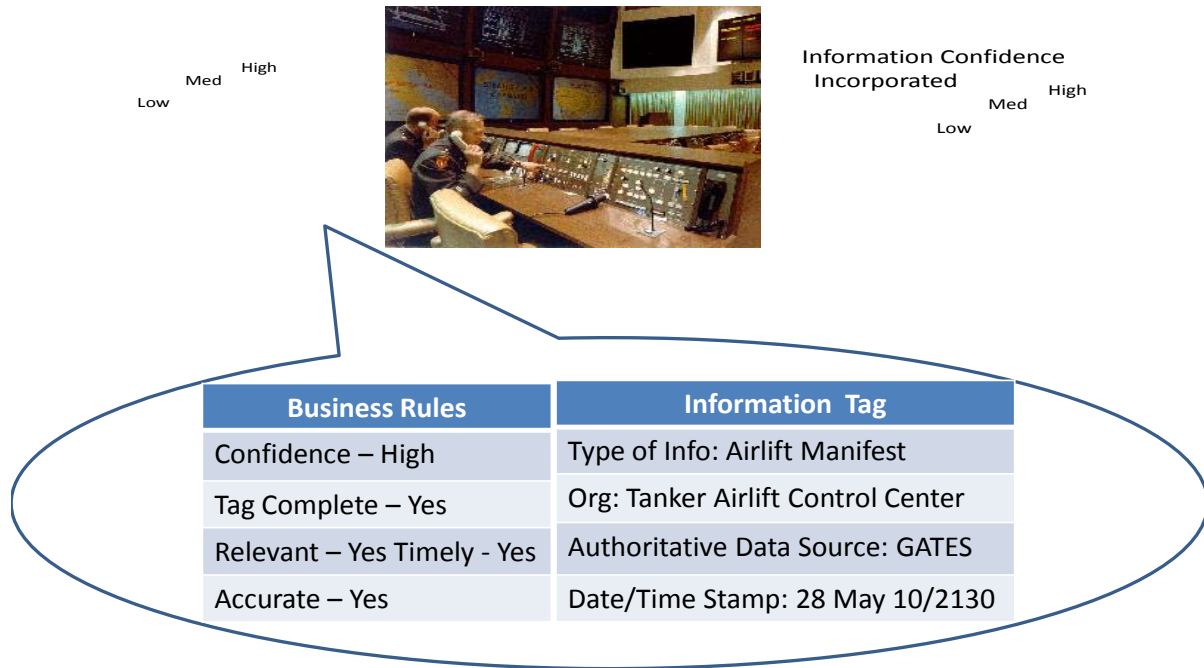 High
Med
Low
Information Confidence
Incorporated
High
Med
Low
Business Rules
Information Tag
Confidence – High
Type of Info: Airlift Manifest
Tag Complete – Yes
Org: Tanker Airlift Control Center
Relevant – Yes Timely - Yes
Authoritative Data Source: GATES
Accurate – Yes
Date/Time Stamp: 28 May 10/2130